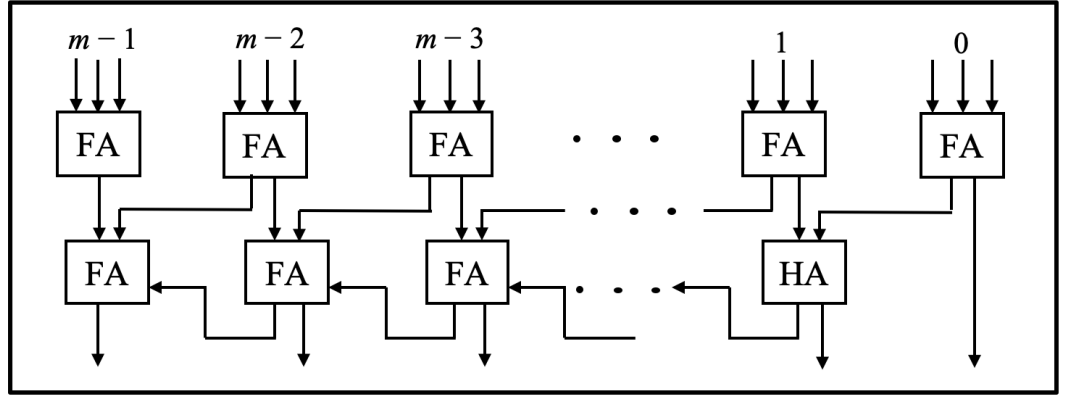 m − 1 m − 2 m − 3 1 0
FA FA FA . . . FA FA
. . .
FA FA FA . . . HA